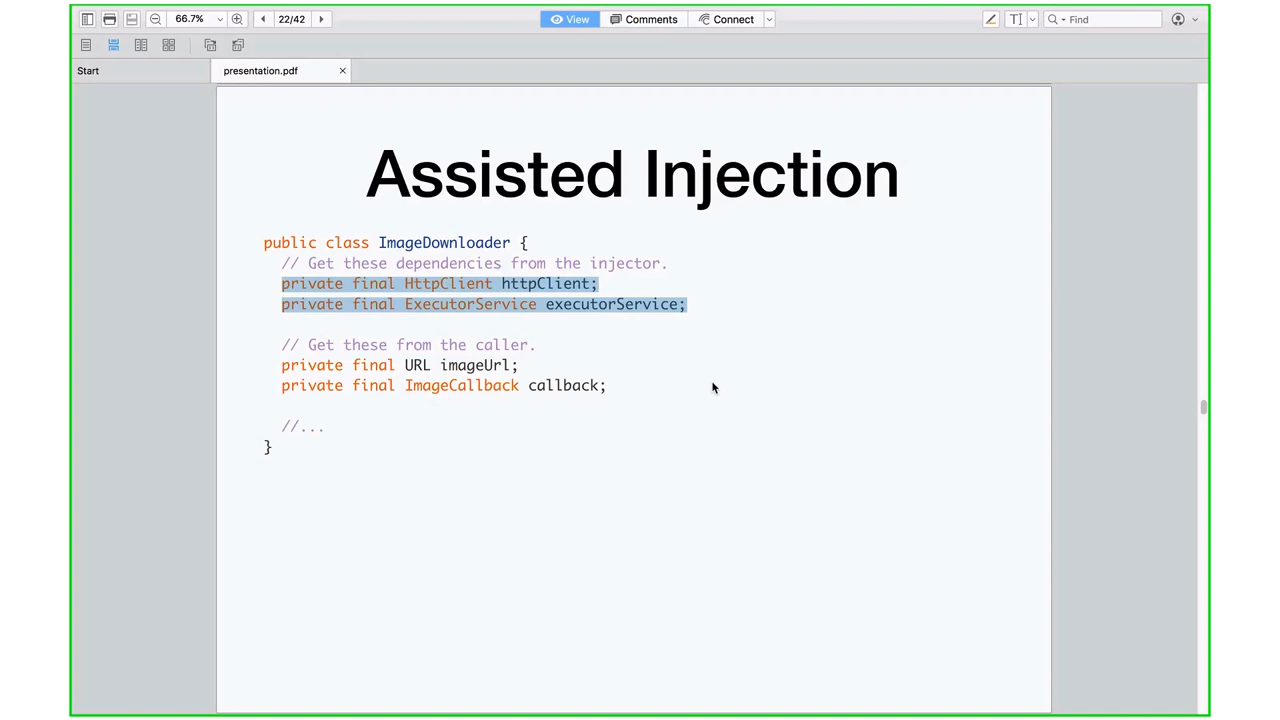 66.7%
22/42
View
Comments
Connect
Find
Start
presentation.pdf
Assisted Injection
public class ImageDownloader {
// Get these dependencies from the injector.
private final HttpClient httpClient;
private final ExecutorService executorService;
// Get these from the caller.
private final URL imageUrl;
private final ImageCallback callback;
//...
}